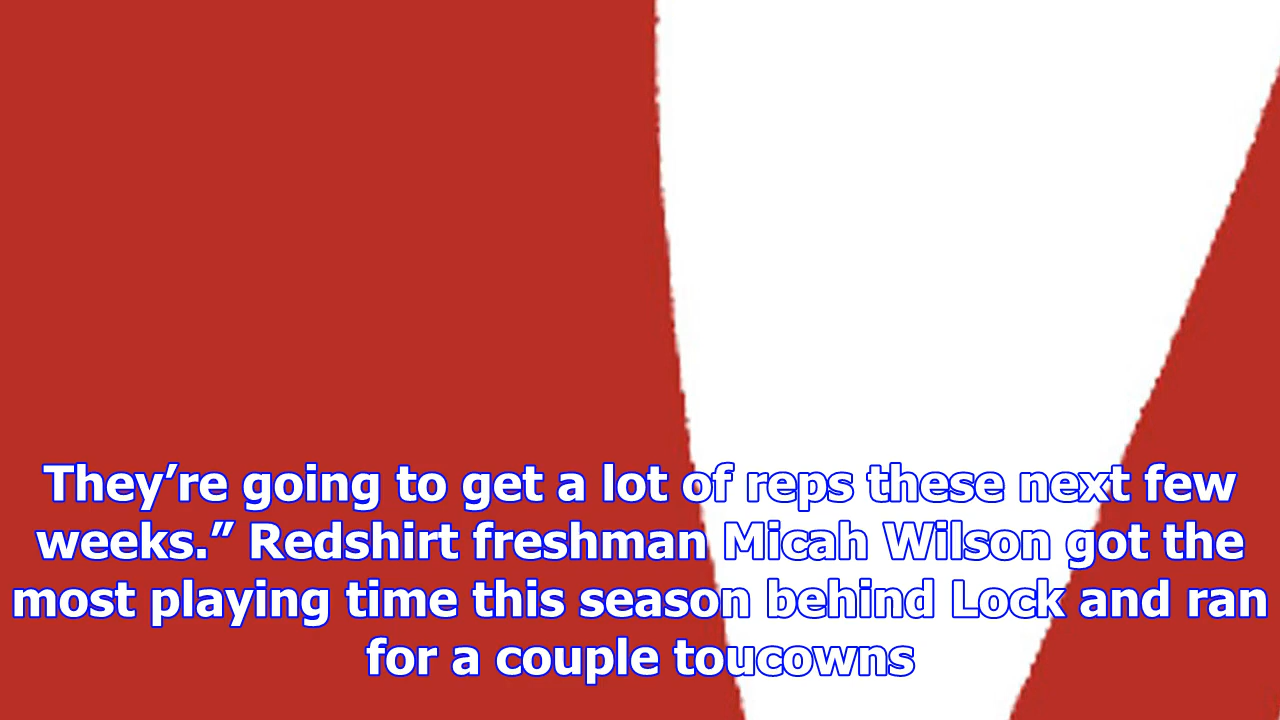 They’re going to get a lot of reps these next few
weeks.” Redshirt freshman Micah Wilson got the
most playing time this season behind Lock and ran
for a couple toucowns